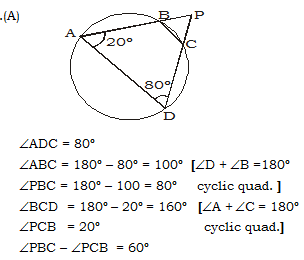 .(A)
B P
A 20° C
80°
D
∠ADC = 80°
∠ABC = 180° – 80° = 100° [∠D + ∠B =180°
∠PBC = 180° – 100 = 80° cyclic quad. ]
∠BCD = 180° – 20° = 160° [∠A +∠C = 180°
∠PCB = 20° cyclic quad.]
∠PBC – ∠PCB = 60°